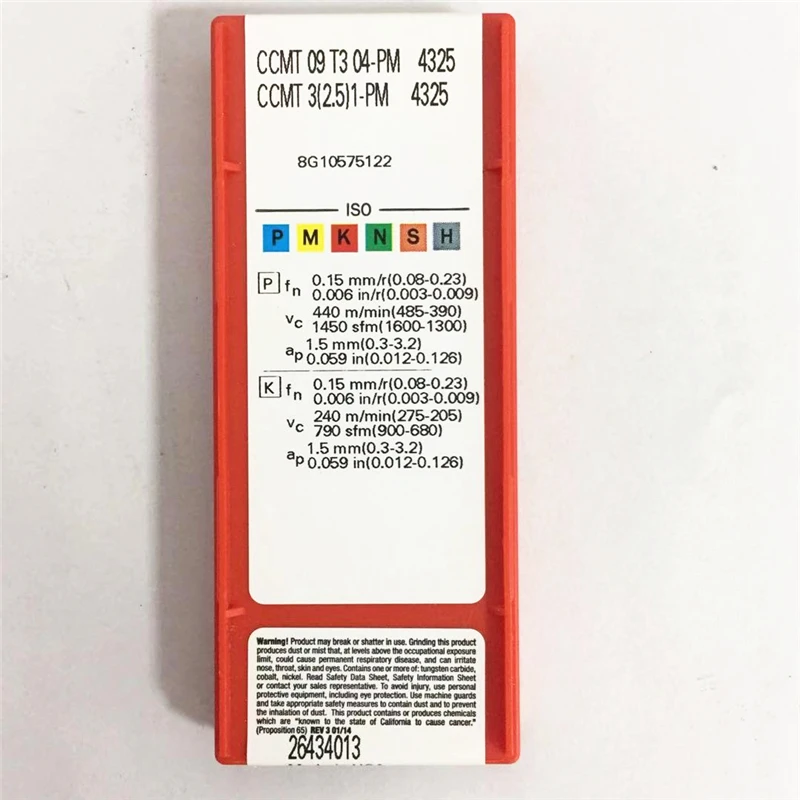 CCMT 09 T3 04-PM 4325
CCMT 3(2.5)1-PM 4325
8G10575122
ISO
P M K N S H
P fn 0.15 mm/r(0.08-0.23)
0.006 in/r(0.003-0.009)
vc 440 m/min(485-390)
1450 sfm(1600-1300)
ap 1.5 mm(0.3-3.2)
0.059 in(0.012-0.126)
K fn 0.15 mm/r(0.08-0.23)
0.006 in/r(0.003-0.009)
vc 240 m/min(275-205)
790 sfm(900-680)
ap 1.5 mm(0.3-3.2)
0.059 in(0.012-0.126)
Warning! Product may break or shatter in use. Grinding this product
produces dust or mist that, at levels above the occupational exposure
limit, could cause permanent respiratory disease, and can irritate
nose, throat, skin and eyes. Contains one or more of: tungsten carbide,
cobalt, nickel. Read Safety Data Sheet, Safety Information Sheet
or contact your sales representative. To avoid injury, use personal
protective equipment, including eye protection. Use machine guards
and take appropriate safety measures to contain dust and to prevent
the inhalation of dust. This product contains or produces chemicals
which are "known to the state of California to cause cancer."
(Proposition 65) REV 3 01/14
26434013